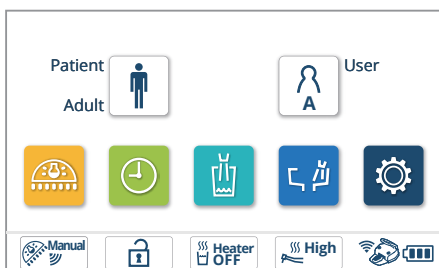 Patient
Adult
User
A
Manual
Heater
OFF
High